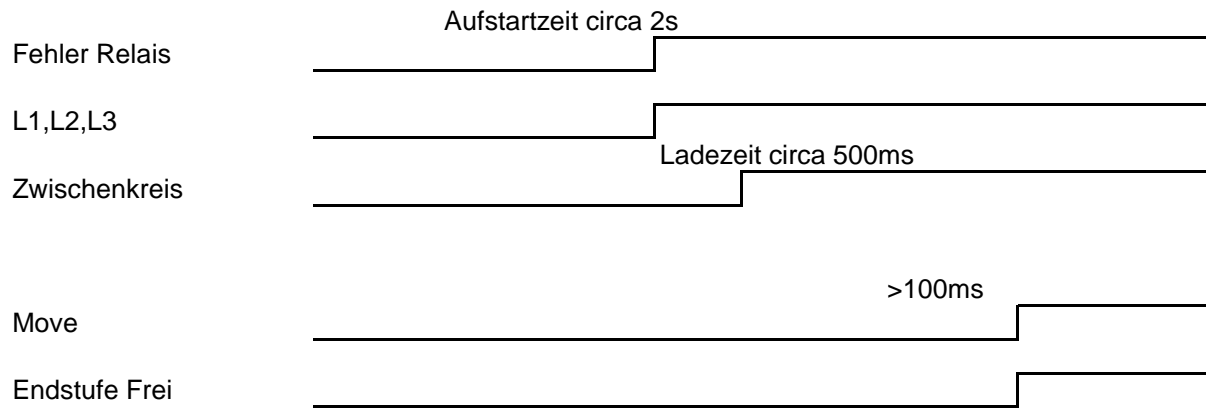 Aufstartzeit circa 2s
Fehler Relais
L1,L2,L3
Ladezeit circa 500ms
Zwischenkreis
>100ms
Move
Endstufe Frei